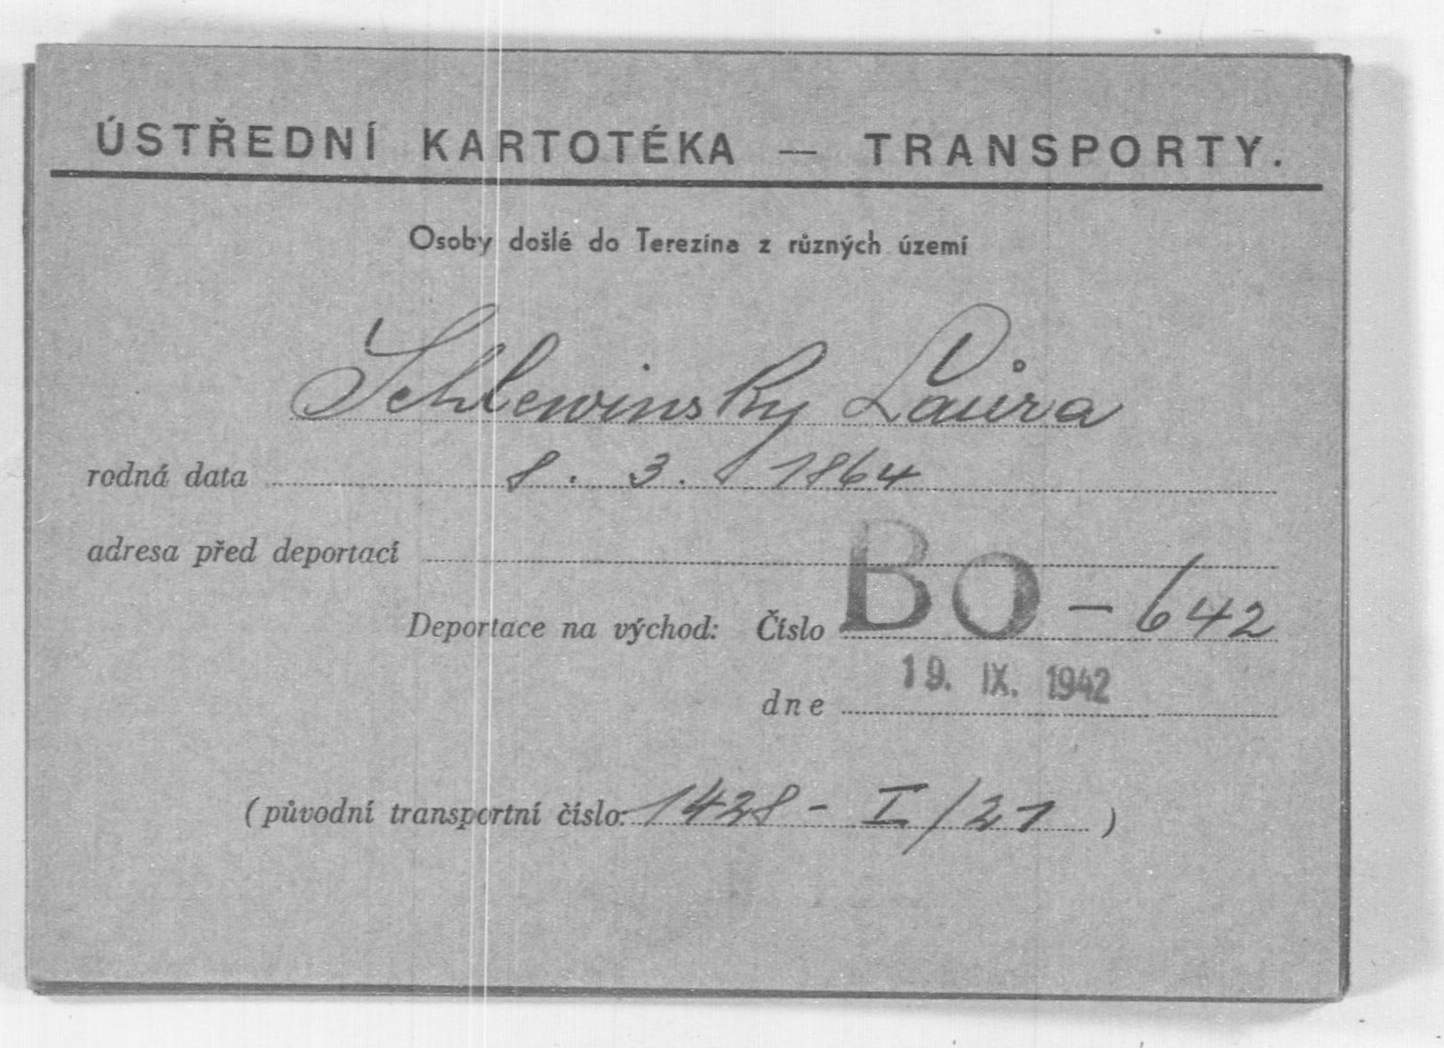 ÚSTŘEDNÍ KARTOTÉKA — TRANSPORTY.
Osoby došlé do Terezína z různých území
Schlewinsky Laura
rodná data 8. 3. 1864
adresa před deportací
Deportace na východ: Číslo BO - 642
dne 19. IX. 1942
(původní transportní číslo: 1428 - I/21 )